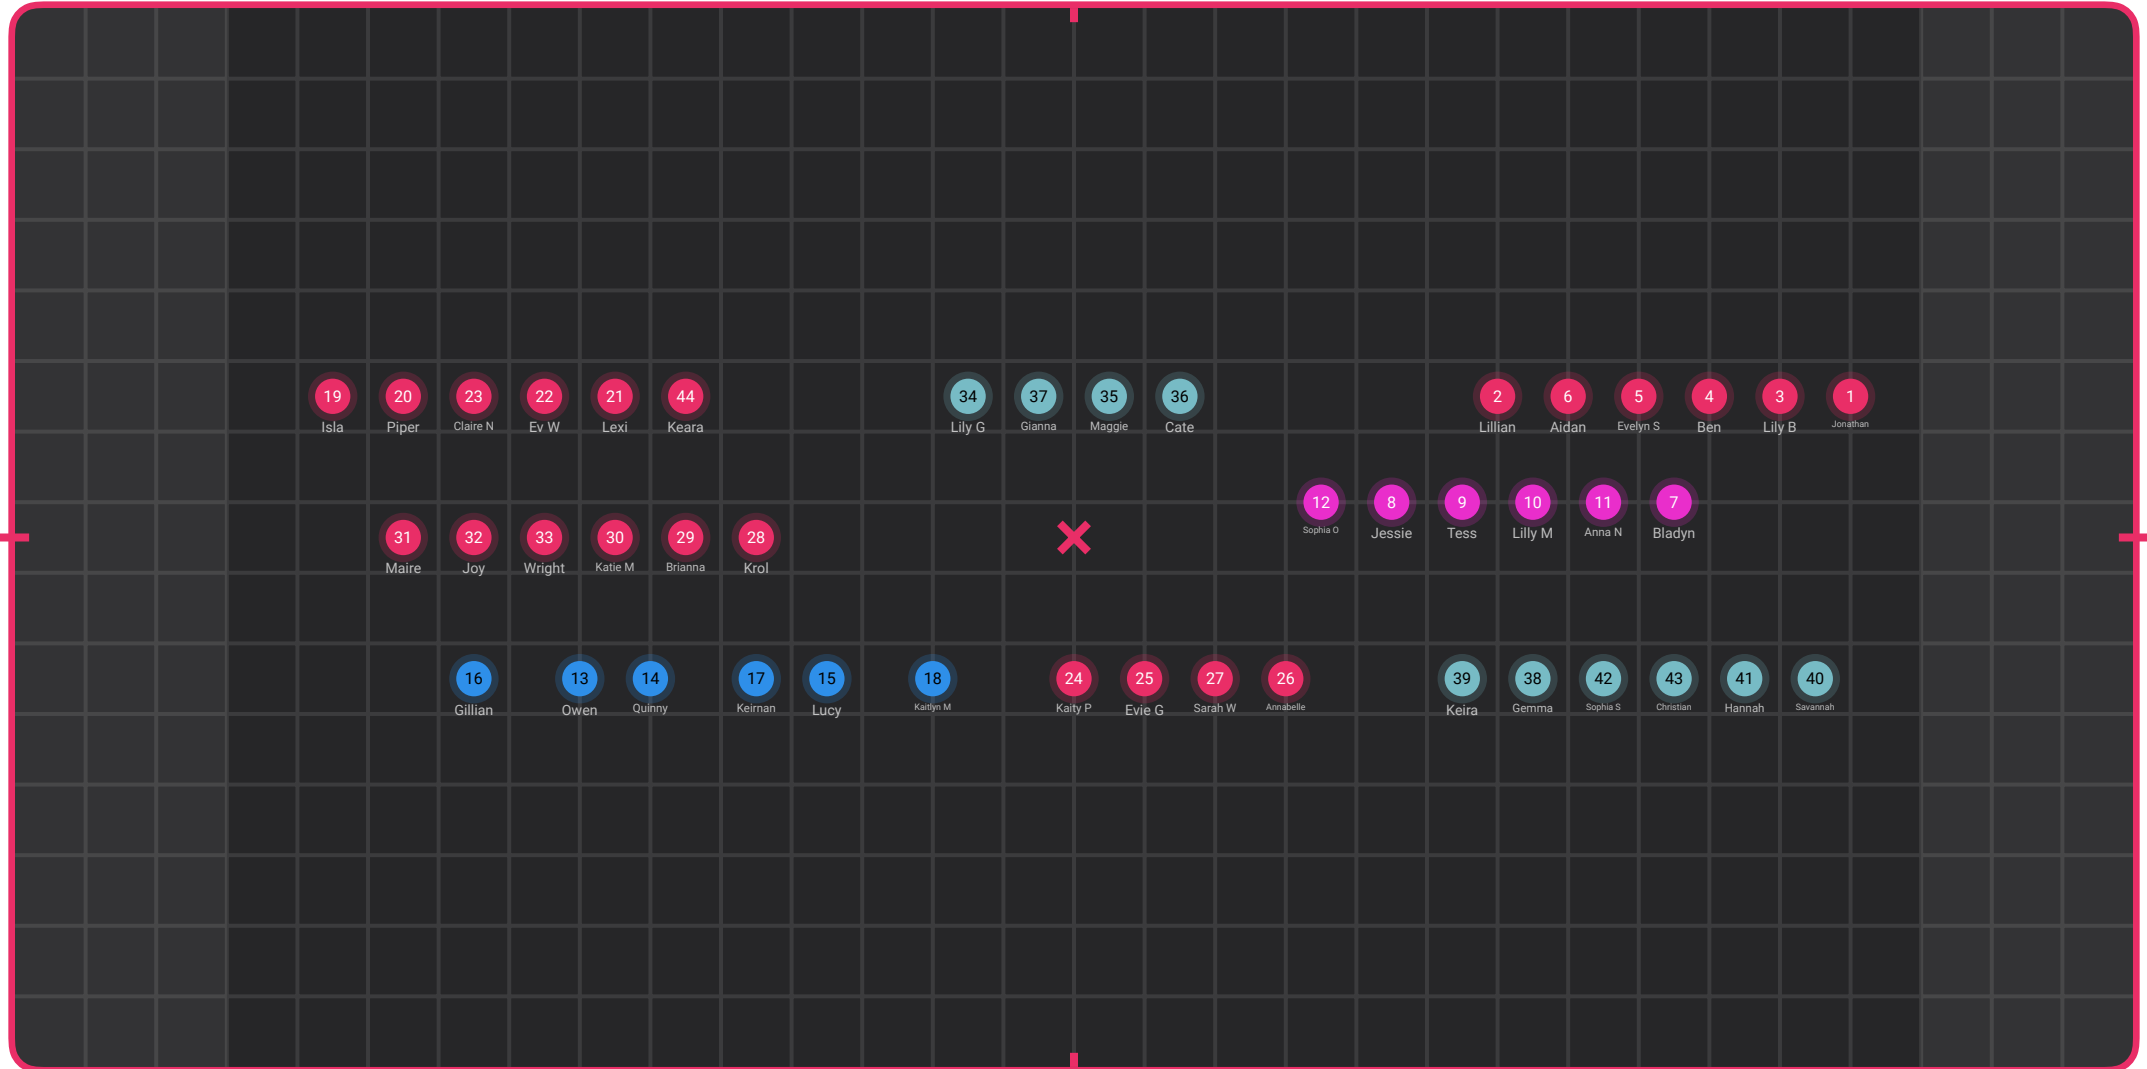 19 20 23 22 21 44 34 37 35 36 2 6 5 4 3 1
Isla Piper Claire N Ev W Lexi Keara Lily G Gianna Maggie Cate Lillian Aidan Evelyn S Ben Lily B Jonathan
12 8 9 10 11 7
Sophia O Jessie Tess Lilly M Anna N Bladyn
31 32 33 30 29 28
Maire Joy Wright Katie M Brianna Krol
16 13 14 17 15 18 24 25 27 26 39 38 42 43 41 40
Gillian Owen Quinny Keirnan Lucy Kaitlyn M Kaity P Evie G Sarah W Annabelle Keira Gemma Sophia S Christian Hannah Savannah